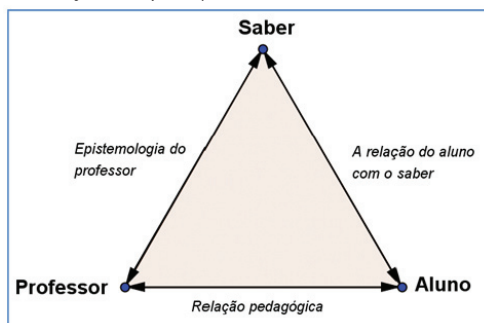 Saber
Epistemologia do
professor
A relação do aluno
com o saber
Professor
Aluno
Relação pedagógica